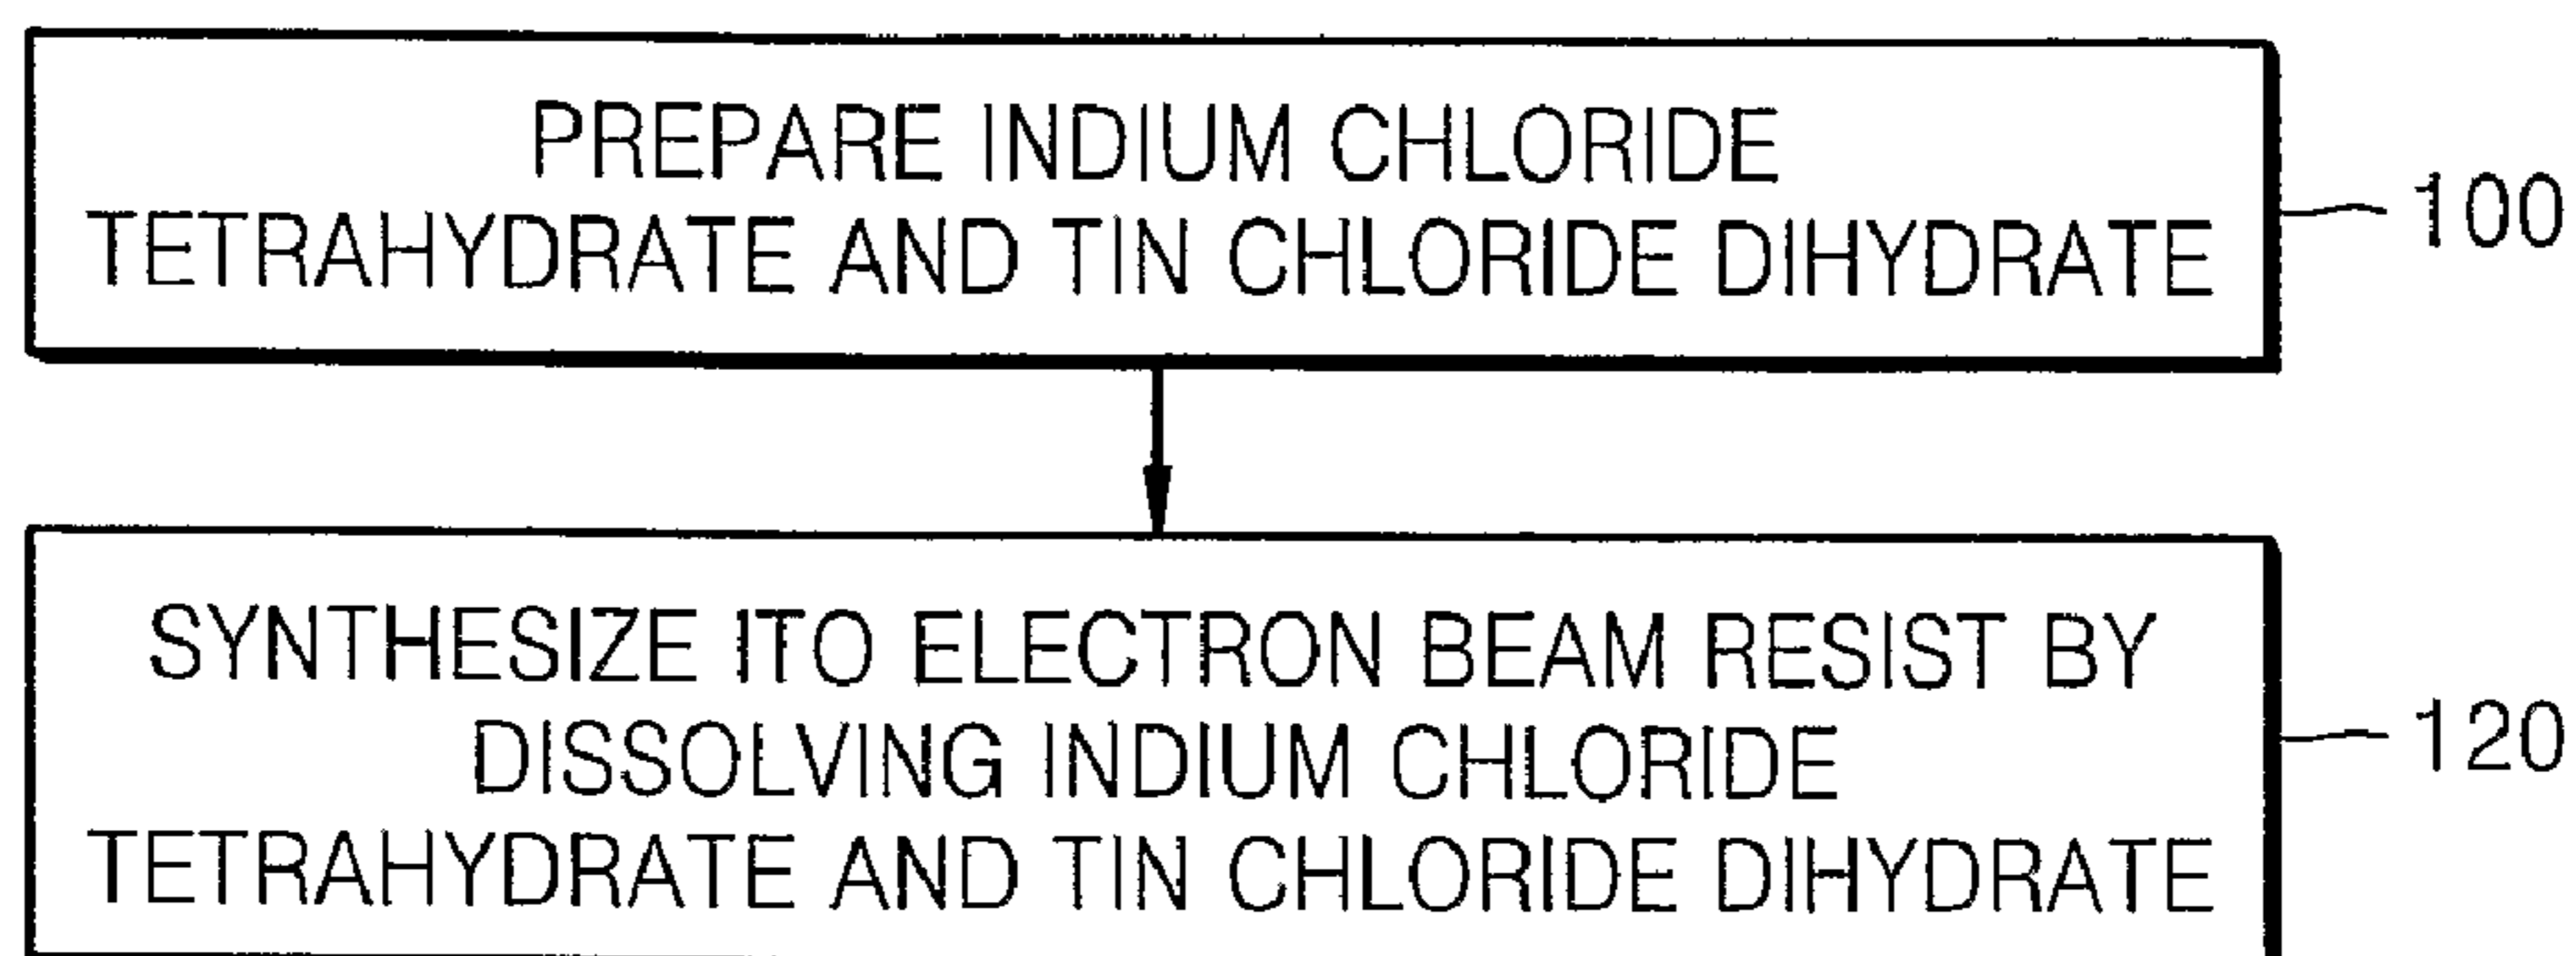 PREPARE INDIUM CHLORIDE
TETRAHYDRATE AND TIN CHLORIDE DIHYDRATE
100
SYNTHESIZE ITO ELECTRON BEAM RESIST BY
DISSOLVING INDIUM CHLORIDE
TETRAHYDRATE AND TIN CHLORIDE DIHYDRATE
120